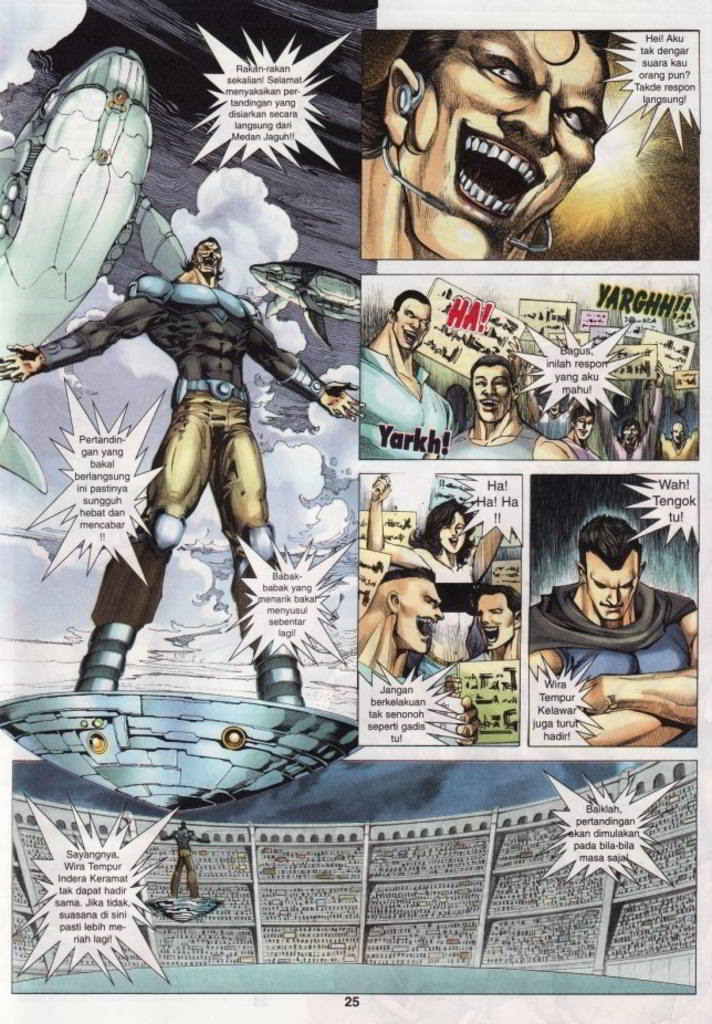 Rakan-rakan
sekalian! Selamat
menyaksikan per-
tandingan yang
disiarkan secara
langsung dari
Medan Jaguh!!
Hei! Aku
tak dengar
suara kau
orang pun?
Takde respon
langsung!
Pertanding-
an yang
bakal
berlangsung
ini pastinya
sungguh
hebat dan
mencabar
!!
Babak-
babak yang
menarik bakal
menyusul
sebentar
lagi!
HA!
YARGHH!!
Bagus,
inilah respon
yang aku
mahu!
Yarkh!
Ha!
Ha! Ha
!!
Jangan
berkelakuan
tak senonoh
seperti gadis
tu!
Wah!
Tengok
tu!
Wira
Tempur
Kelawar
juga turut
hadir!
Sayangnya,
Wira Tempur
Indera Keramat
tak dapat hadir
sama. Jika tidak,
suasana di sini
pasti lebih me-
riah lagi!
Baiklah,
pertandingan
akan dimulakan
pada bila-bila
masa saja!
25